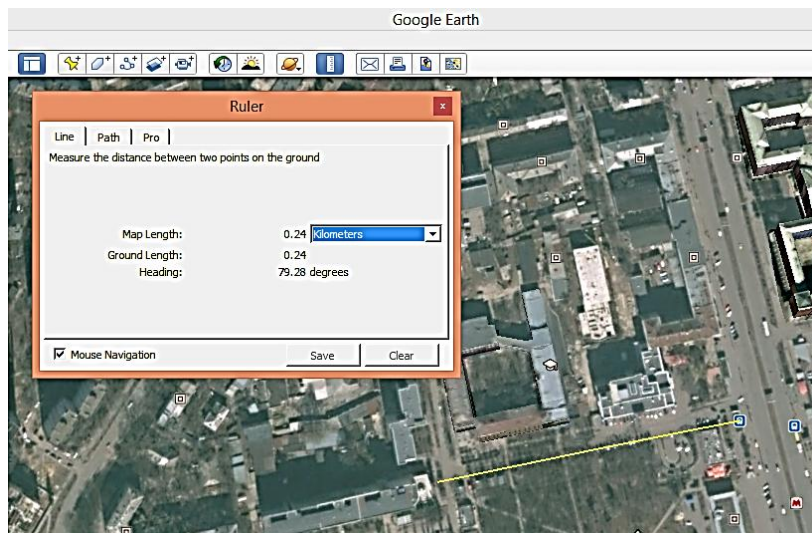 Google Earth
Ruler
x
Line Path Pro
Measure the distance between two points on the ground
Map Length: 0.24 Kilometers
Ground Length: 0.24
Heading: 79.28 degrees
Mouse Navigation Save Clear
M